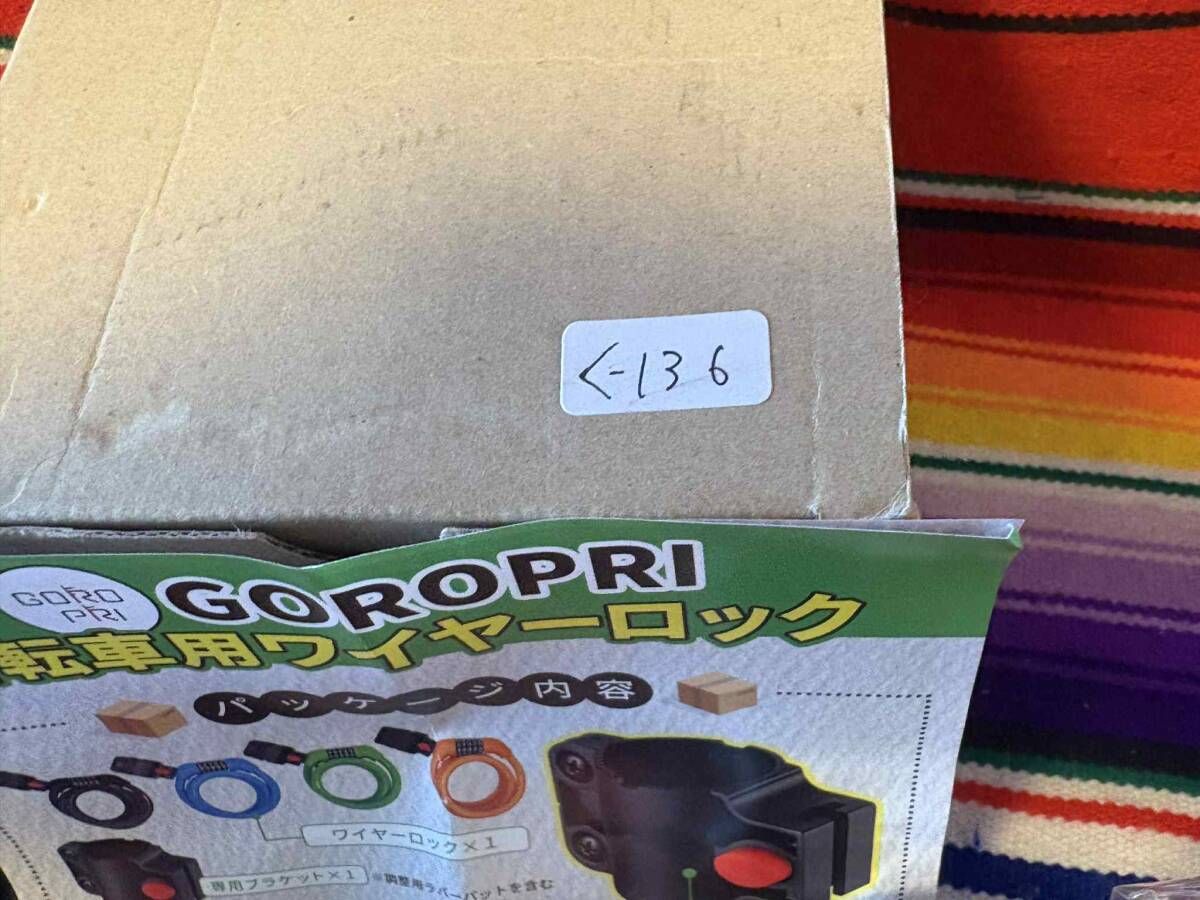 く-136
GORO
PRI
GOROPRI
転車用ワイヤーロック
パッケージ内容
ワイヤーロック×1
専用ブラケット×1 ※調整用ラバーパットを含む